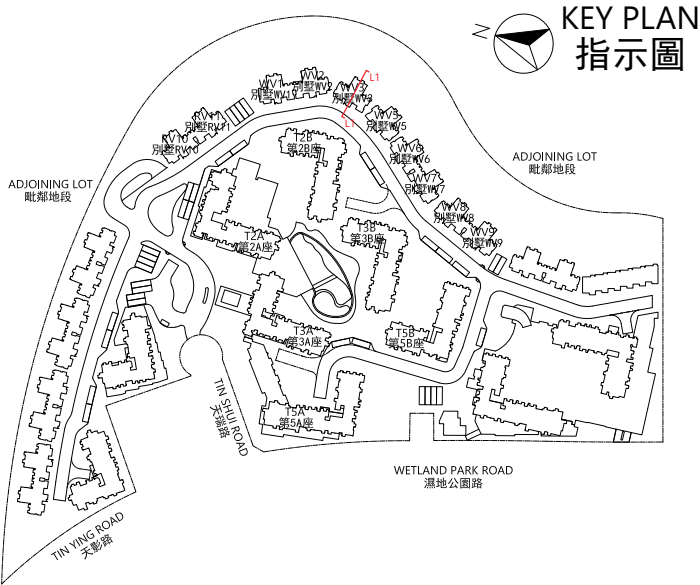 KEY PLAN
指示圖
N
L1
L1
WV1
別墅WV1
WV2
別墅WV2
WV3
別墅WV3
WV5
別墅WV5
WV6
別墅WV6
WV7
別墅WV7
WV8
別墅WV8
WV9
別墅WV9
RV11
別墅RV11
RV10
別墅RV10
T2B
第2B座
ADJOINING LOT
毗鄰地段
ADJOINING LOT
毗鄰地段
T2A
第2A座
T3B
第3B座
T3A
第3A座
T5B
第5B座
T5A
第5A座
TIN SHUI ROAD
天瑞路
WETLAND PARK ROAD
濕地公園路
TIN YING ROAD
天影路